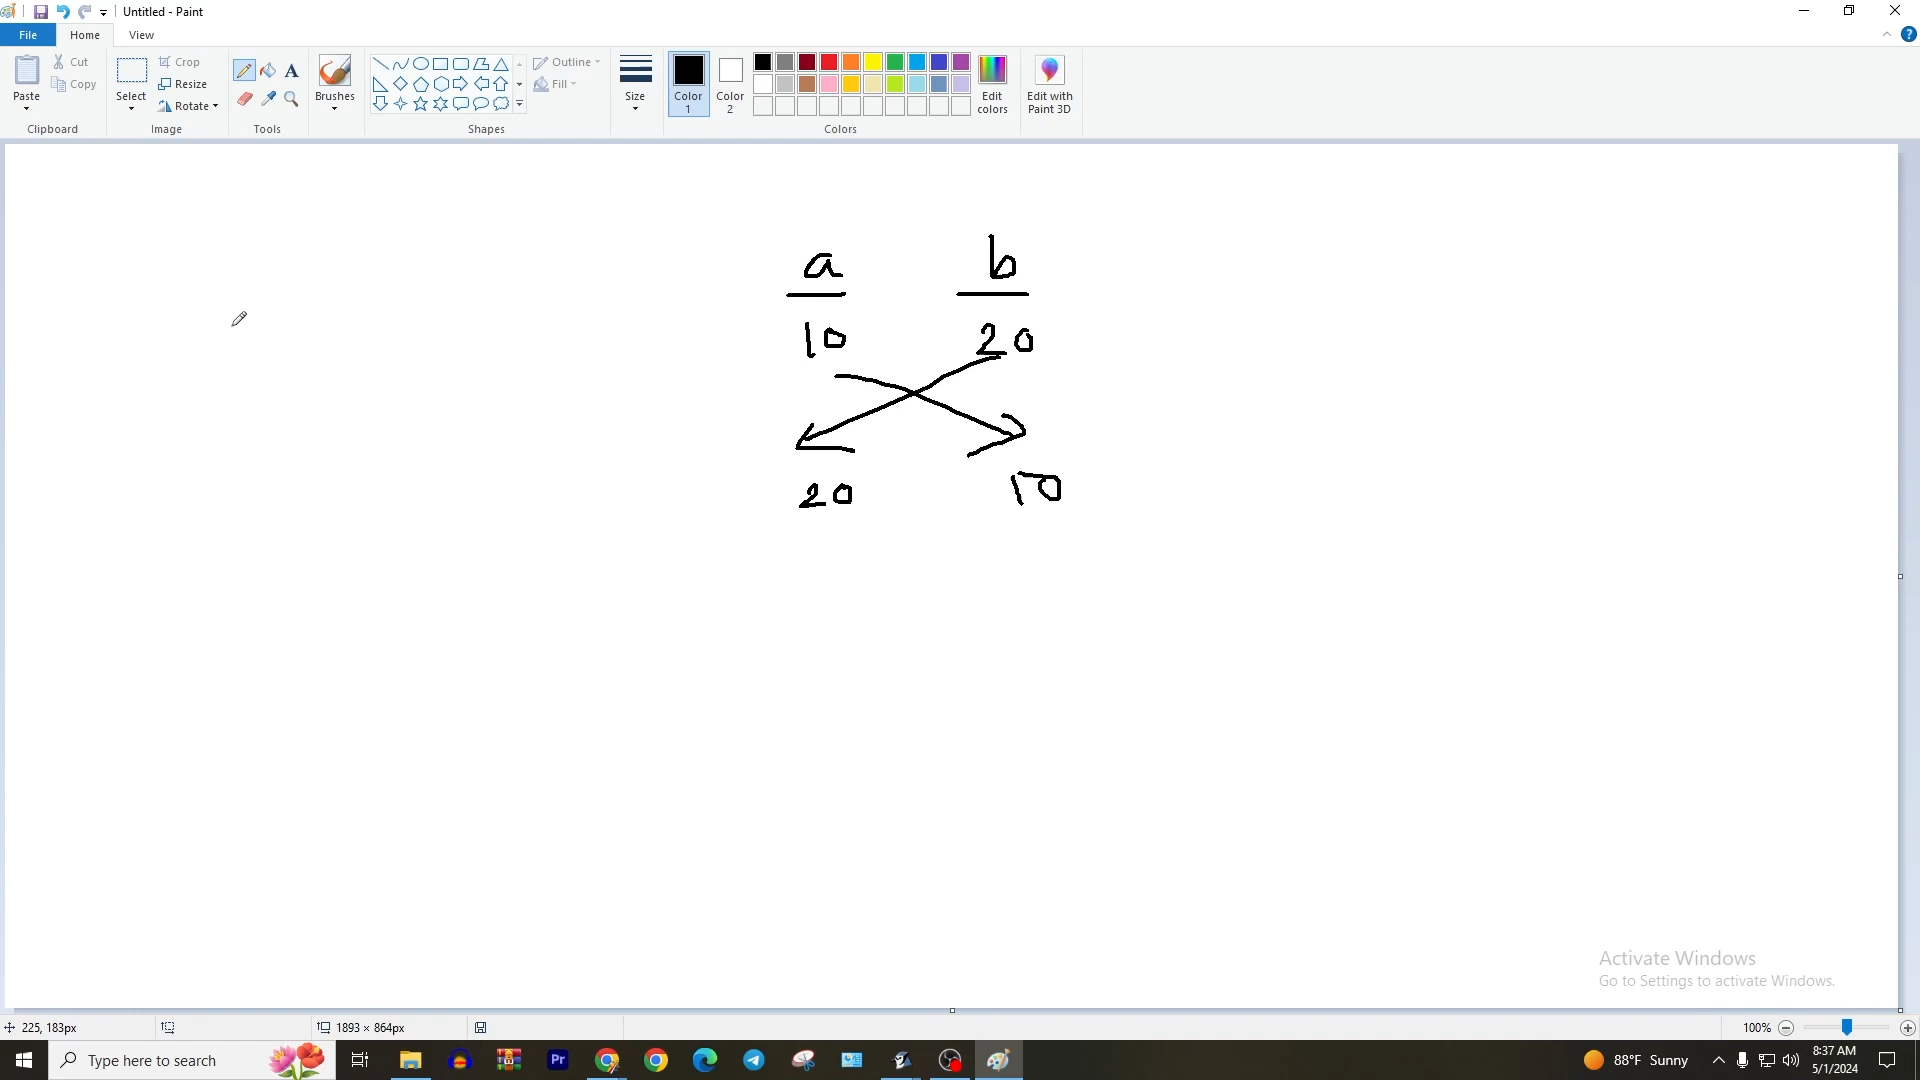 Untitled - Paint
File Home View
Cut
Copy
Paste
Clipboard
Crop
Resize
Rotate
Select
Image
Tools
Brushes
Shapes
Outline
Fill
Size
Color 1
Color 2
Colors
Edit colors
Edit with Paint 3D
a b
10 20
20 10
Activate Windows
Go to Settings to activate Windows.
225, 183px
1893 × 864px
100%
Type here to search
Pr
88°F Sunny
8:37 AM
5/1/2024